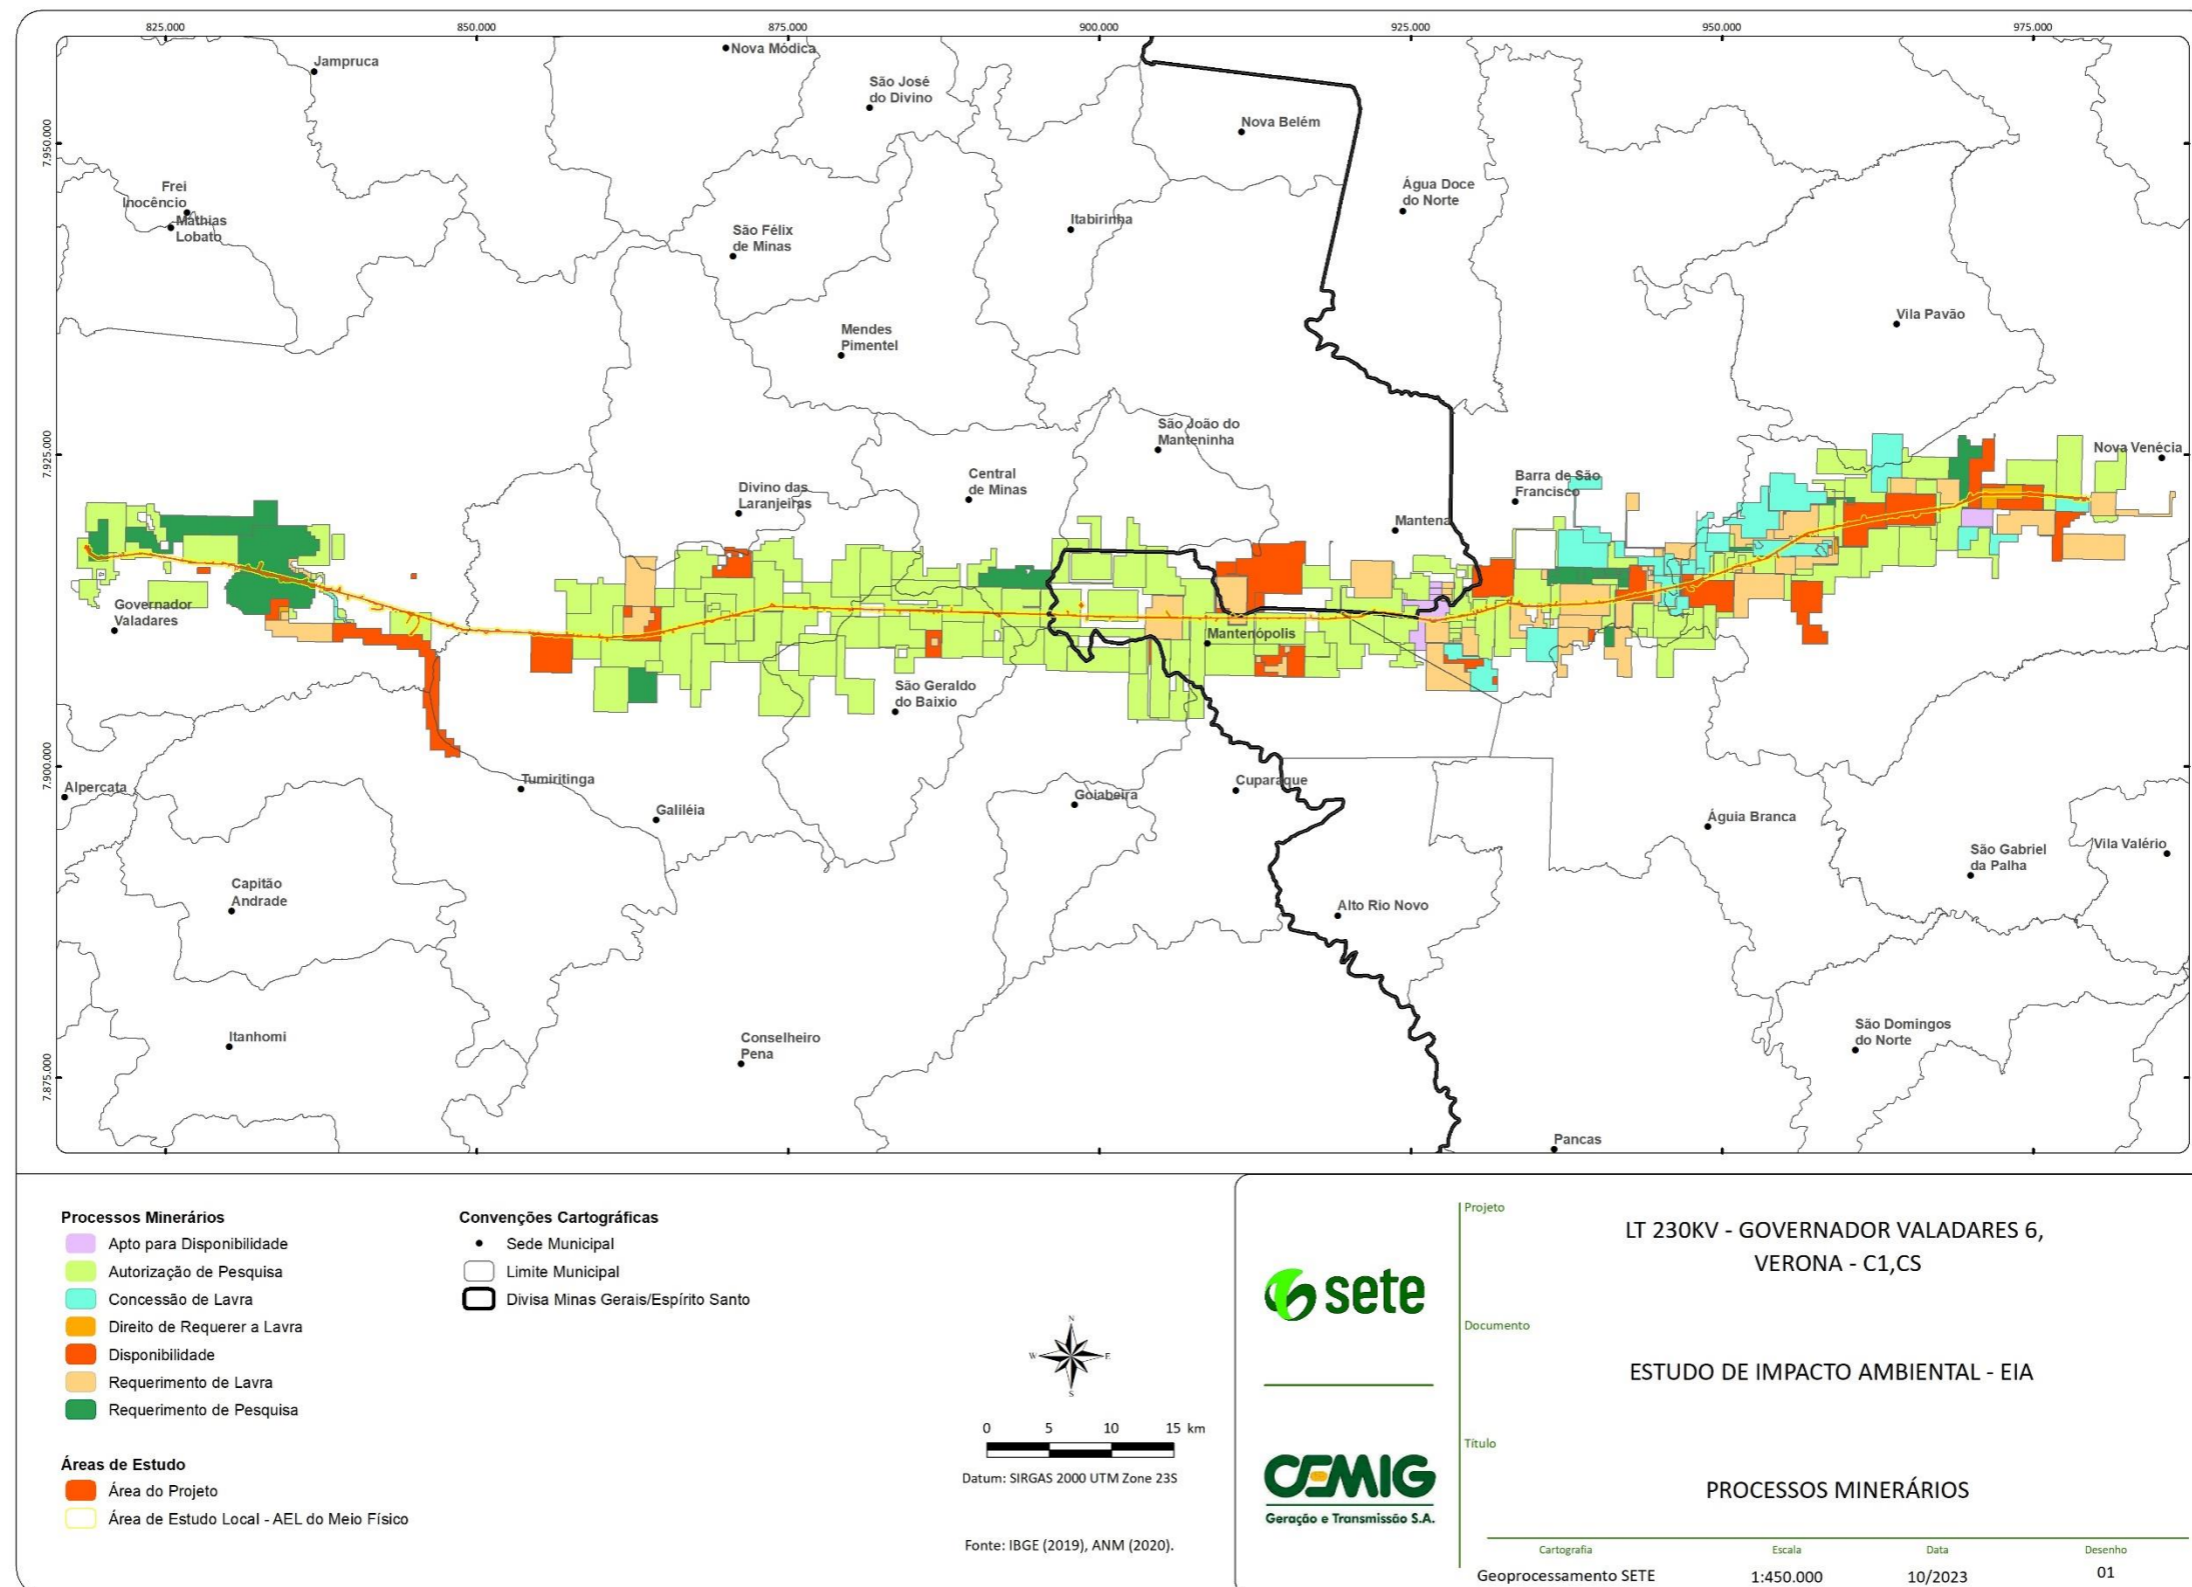 825.000
850.000
875.000
900.000
925.000
950.000
975.000
7.950.000
7.925.000
7.900.000
7.875.000
Jampruca
Nova Módica
São José
do Divino
Nova Belém
Frei
Inocêncio
Mathias
Lobato
São Félix
de Minas
Itabirinha
Água Doce
do Norte
Mendes
Pimentel
Vila Pavão
São João do
Manteninha
Nova Venécia
Divino das
Laranjeiras
Central
de Minas
Barra de São
Francisco
Mantena
Governador
Valadares
Mantenópolis
São Geraldo
do Baixio
Alpercata
Tumiritinga
Galiléia
Goiabeira
Cuparaque
Águia Branca
São Gabriel
da Palha
Vila Valério
Capitão
Andrade
Alto Rio Novo
Itanhomi
Conselheiro
Pena
São Domingos
do Norte
Pancas
Processos Minerários
Apto para Disponibilidade
Autorização de Pesquisa
Concessão de Lavra
Direito de Requerer a Lavra
Disponibilidade
Requerimento de Lavra
Requerimento de Pesquisa
Áreas de Estudo
Área do Projeto
Área de Estudo Local - AEL do Meio Físico
Convenções Cartográficas
Sede Municipal
Limite Municipal
Divisa Minas Gerais/Espírito Santo
N
W E
S
0 5 10 15 km
Datum: SIRGAS 2000 UTM Zone 23S
Fonte: IBGE (2019), ANM (2020).
sete
CEMIG
Geração e Transmissão S.A.
Projeto
LT 230KV - GOVERNADOR VALADARES 6,
VERONA - C1,CS
Documento
ESTUDO DE IMPACTO AMBIENTAL - EIA
Título
PROCESSOS MINERÁRIOS
Cartografia Escala Data Desenho
Geoprocessamento SETE 1:450.000 10/2023 01